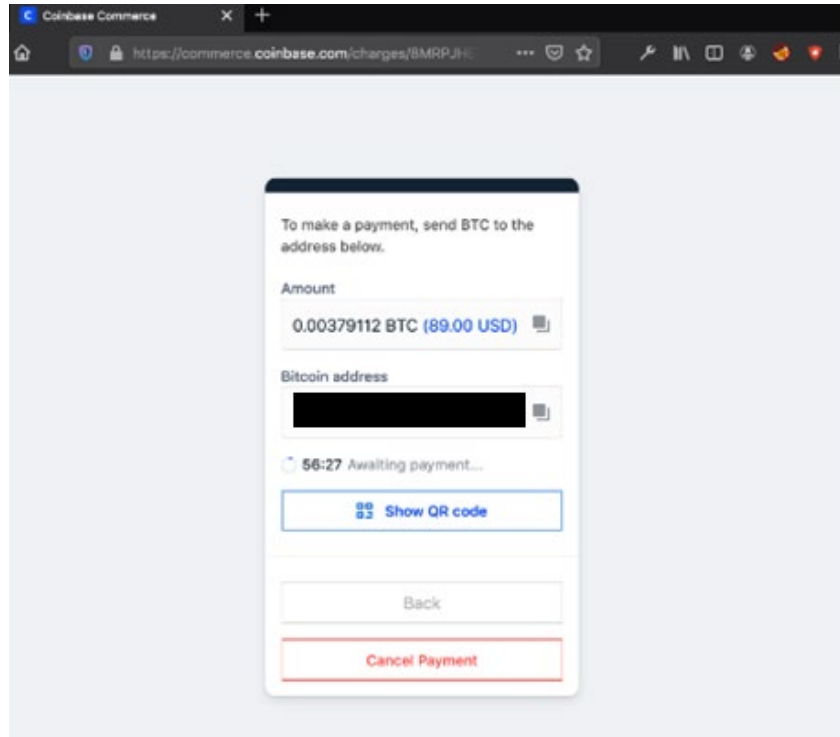 Coinbase Commerce
https://commerce.coinbase.com/charges/8MRPJH
To make a payment, send BTC to the
address below.
Amount
0.00379112 BTC (89.00 USD)
Bitcoin address
56:27 Awaiting payment...
Show QR code
Back
Cancel Payment